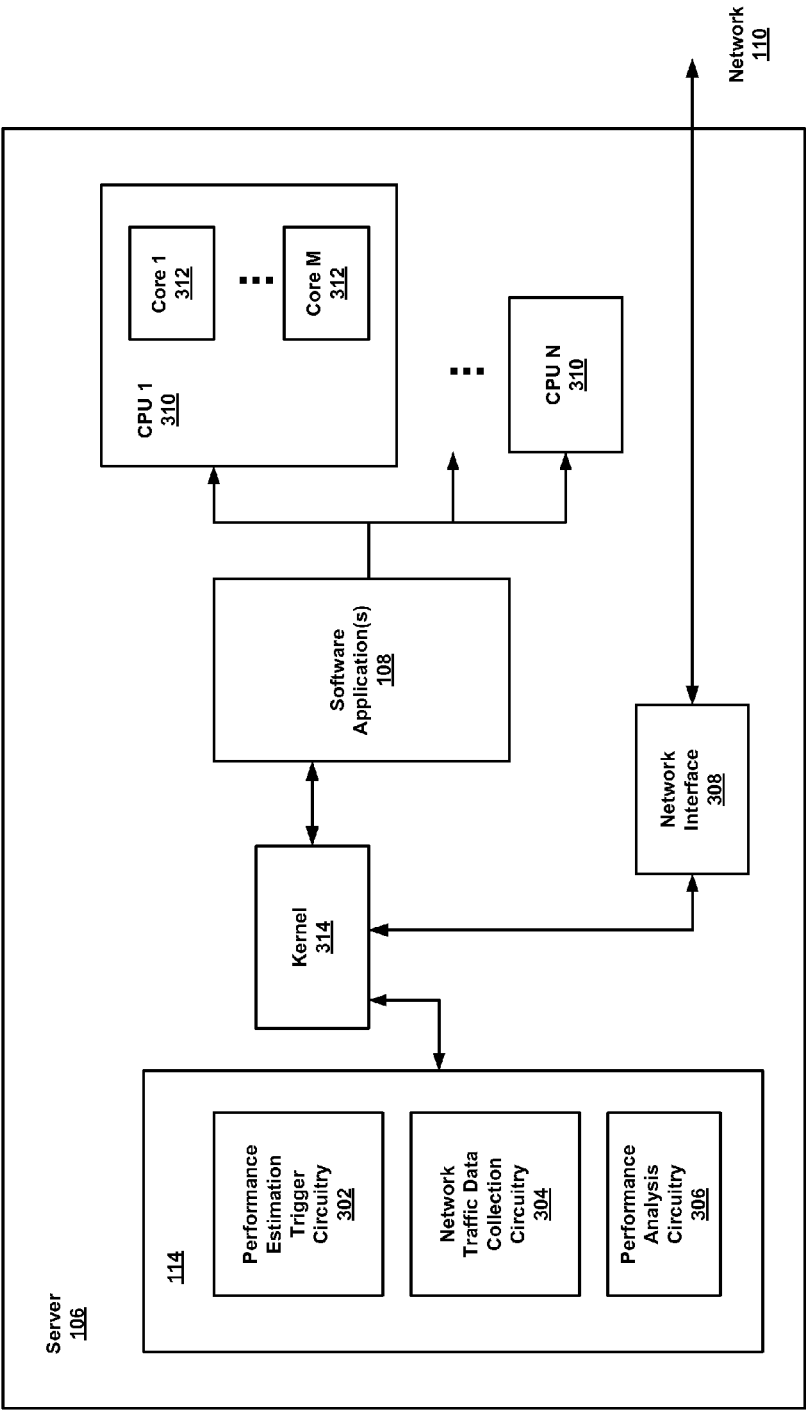 Server
106
114
Performance
Estimation
Trigger
Circuitry
302
Network
Traffic Data
Collection
Circuitry
304
Performance
Analysis
Circuitry
306
Kernel
314
Software
Application(s)
108
Network
Interface
308
CPU 1
310
Core 1
312
Core M
312
CPU N
310
Network
110